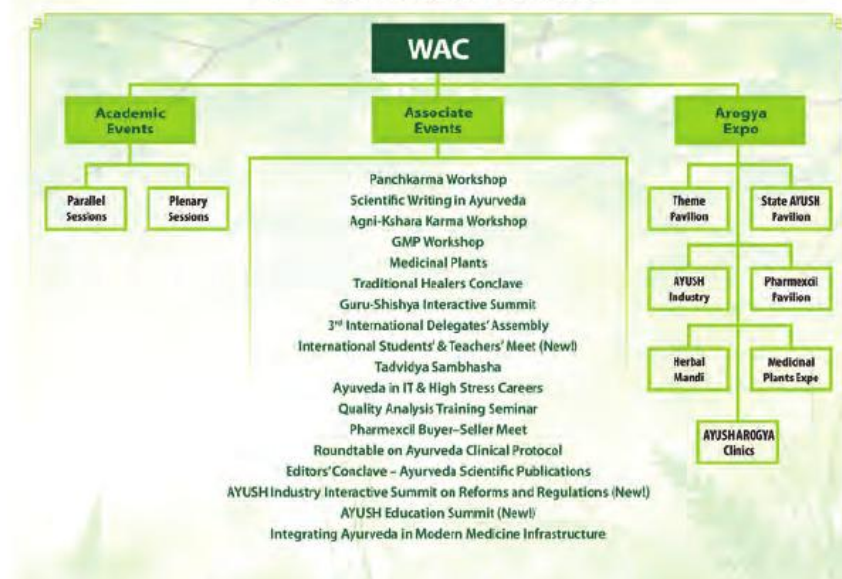 WAC
Academic
Events
Associate
Events
Arogya
Expo
Parallel
Sessions
Plenary
Sessions
Panchkarma Workshop
Scientific Writing in Ayurveda
Agni-Kshara Karma Workshop
GMP Workshop
Medicinal Plants
Traditional Healers Conclave
Guru-Shishya Interactive Summit
3rd International Delegates' Assembly
International Students' & Teachers' Meet (New!)
Tadvidya Sambhasha
Ayuveda in IT & High Stress Careers
Quality Analysis Training Seminar
Pharmexcil Buyer–Seller Meet
Roundtable on Ayurveda Clinical Protocol
Editors' Conclave – Ayurveda Scientific Publications
AYUSH Industry Interactive Summit on Reforms and Regulations (New!)
AYUSH Education Summit (New!)
Integrating Ayurveda in Modern Medicine Infrastructure
Theme
Pavilion
State AYUSH
Pavilion
AYUSH
Industry
Pharmexcil
Pavilion
Herbal
Mandi
Medicinal
Plants Expo
AYUSH AROGYA
Clinics